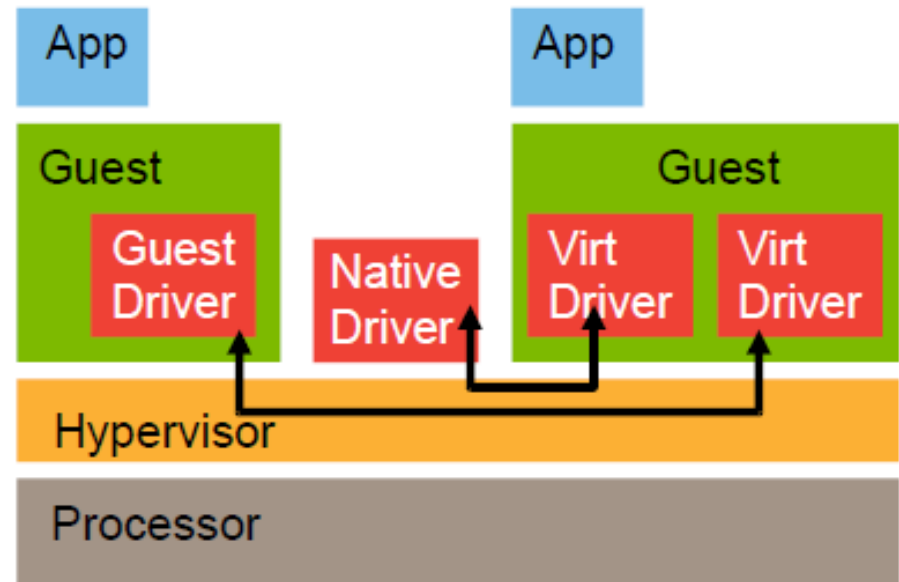 App
App
Guest
Guest
Guest
Driver
Native
Driver
Virt
Driver
Virt
Driver
Hypervisor
Processor